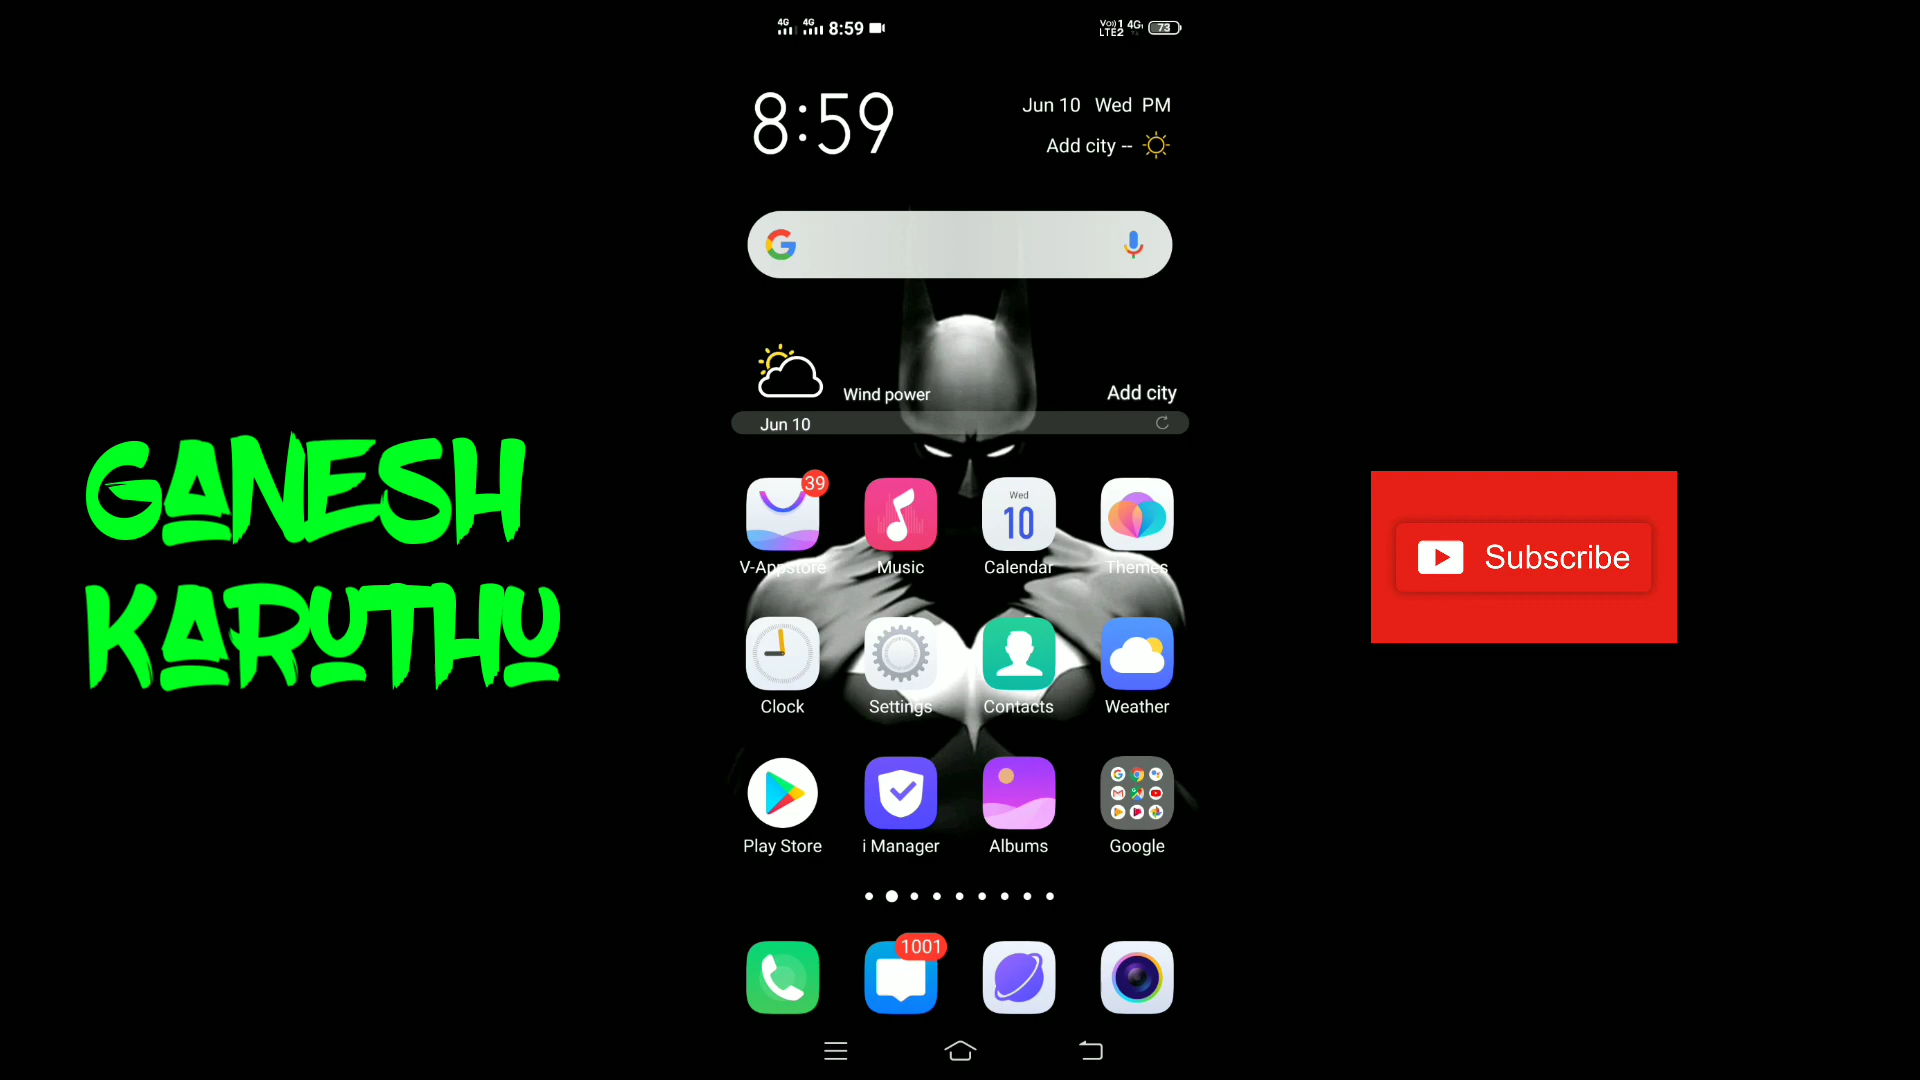 4G 4G 8:59 Vo)) 1 LTE2 4G 73
8:59
Jun 10 Wed PM
Add city --
Wind power Add city
Jun 10
39
Wed
10
V-Appstore Music Calendar Themes
GANESH
KARUTHU
Subscribe
Clock Settings Contacts Weather
Play Store i Manager Albums Google
1001